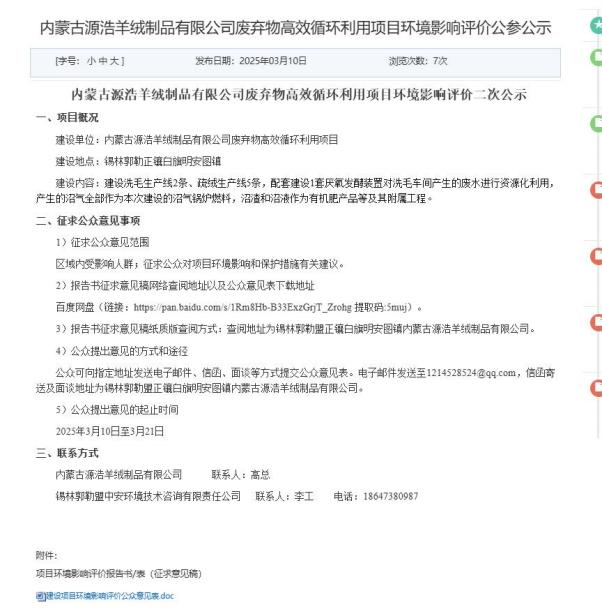 内蒙古源浩羊绒制品有限公司废弃物高效循环利用项目环境影响评价公参公示
[字号: 小 中 大 ] 发布日期: 2025年03月10日 浏览次数: 7次
内蒙古源浩羊绒制品有限公司废弃物高效循环利用项目环境影响评价二次公示
一、项目概况
建设单位: 内蒙古源浩羊绒制品有限公司废弃物高效循环利用项目
建设地点: 锡林郭勒正镶白旗明安图镇
建设内容: 建设洗毛生产线2条、疏绒生产线5条，配套建设1套厌氧发酵装置对洗毛车间产生的废水进行资源化利用，
产生的沼气全部作为本次建设的沼气锅炉燃料，沼渣和沼液作为有机肥产品等及其附属工程。
二、征求公众意见事项
1）征求公众意见范围
区域内受影响人群；征求公众对项目环境影响和保护措施有关建议。
2）报告书征求意见稿网络查阅地址以及公众意见表下载地址
百度网盘（链接: https://pan.baidu.com/s/1Rm8Hb-B33ExzGrjT_Zrohg 提取码:5muj）。
3）报告书征求意见稿纸质版查阅方式: 查阅地址为锡林郭勒盟正镶白旗明安图镇内蒙古源浩羊绒制品有限公司。
4）公众提出意见的方式和途径
公众可向指定地址发送电子邮件、信函、面谈等方式提交公众意见表。电子邮件发送至1214528524@qq.com，信函寄
送及面谈地址为锡林郭勒盟正镶白旗明安图镇内蒙古源浩羊绒制品有限公司。
5）公众提出意见的起止时间
2025年3月10日至3月21日
三、联系方式
内蒙古源浩羊绒制品有限公司 联系人: 高总
锡林郭勒盟中安环境技术咨询有限责任公司 联系人: 李工 电话: 18647380987
附件:
项目环境影响评价报告书/表（征求意见稿）
建设项目环境影响评价公众意见表.doc